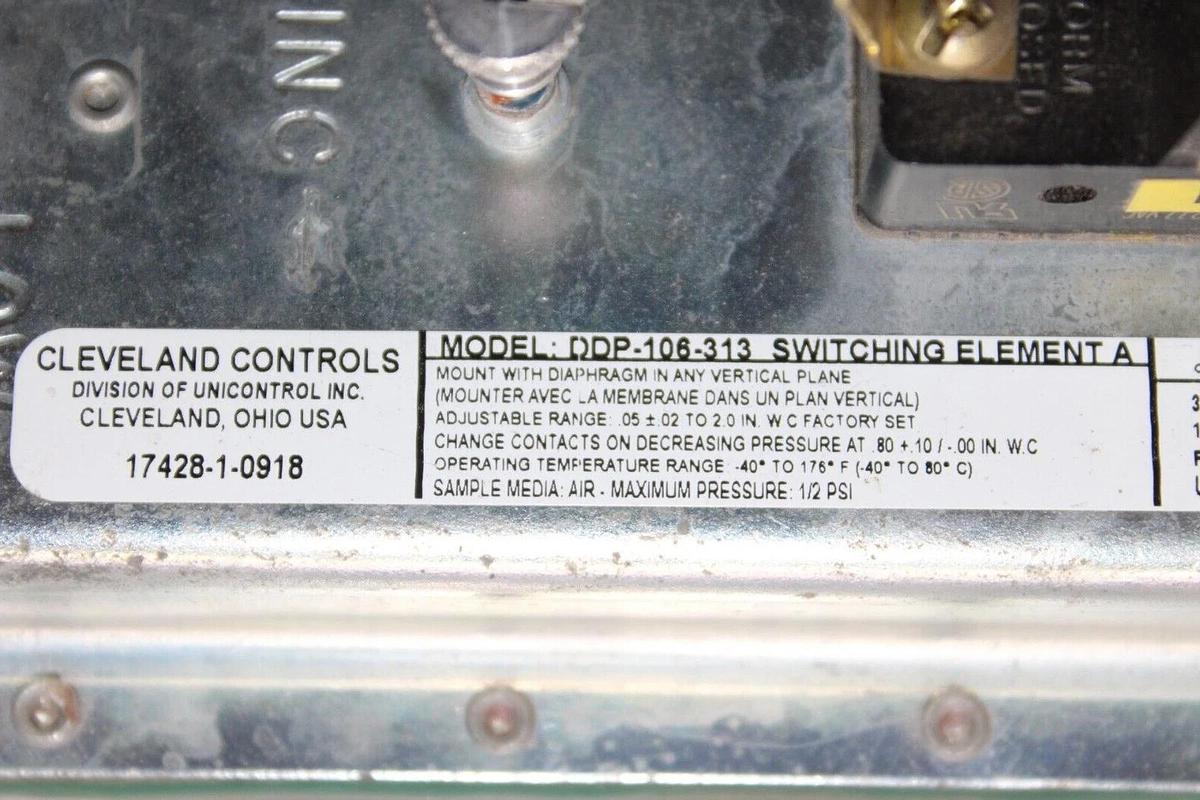 INC
ORM
OSED
CLEVELAND CONTROLS
DIVISION OF UNICONTROL INC.
CLEVELAND, OHIO USA
17428-1-0918
MODEL: DDP-106-313 SWITCHING ELEMENT A
MOUNT WITH DIAPHRAGM IN ANY VERTICAL PLANE
(MOUNTER AVEC LA MEMBRANE DANS UN PLAN VERTICAL)
ADJUSTABLE RANGE: .05 ±.02 TO 2.0 IN. W C FACTORY SET
CHANGE CONTACTS ON DECREASING PRESSURE AT .80 +.10 / -.00 IN. W.C
OPERATING TEMPERATURE RANGE -40° TO 176° F (-40° TO 80° C)
SAMPLE MEDIA: AIR - MAXIMUM PRESSURE: 1/2 PSI